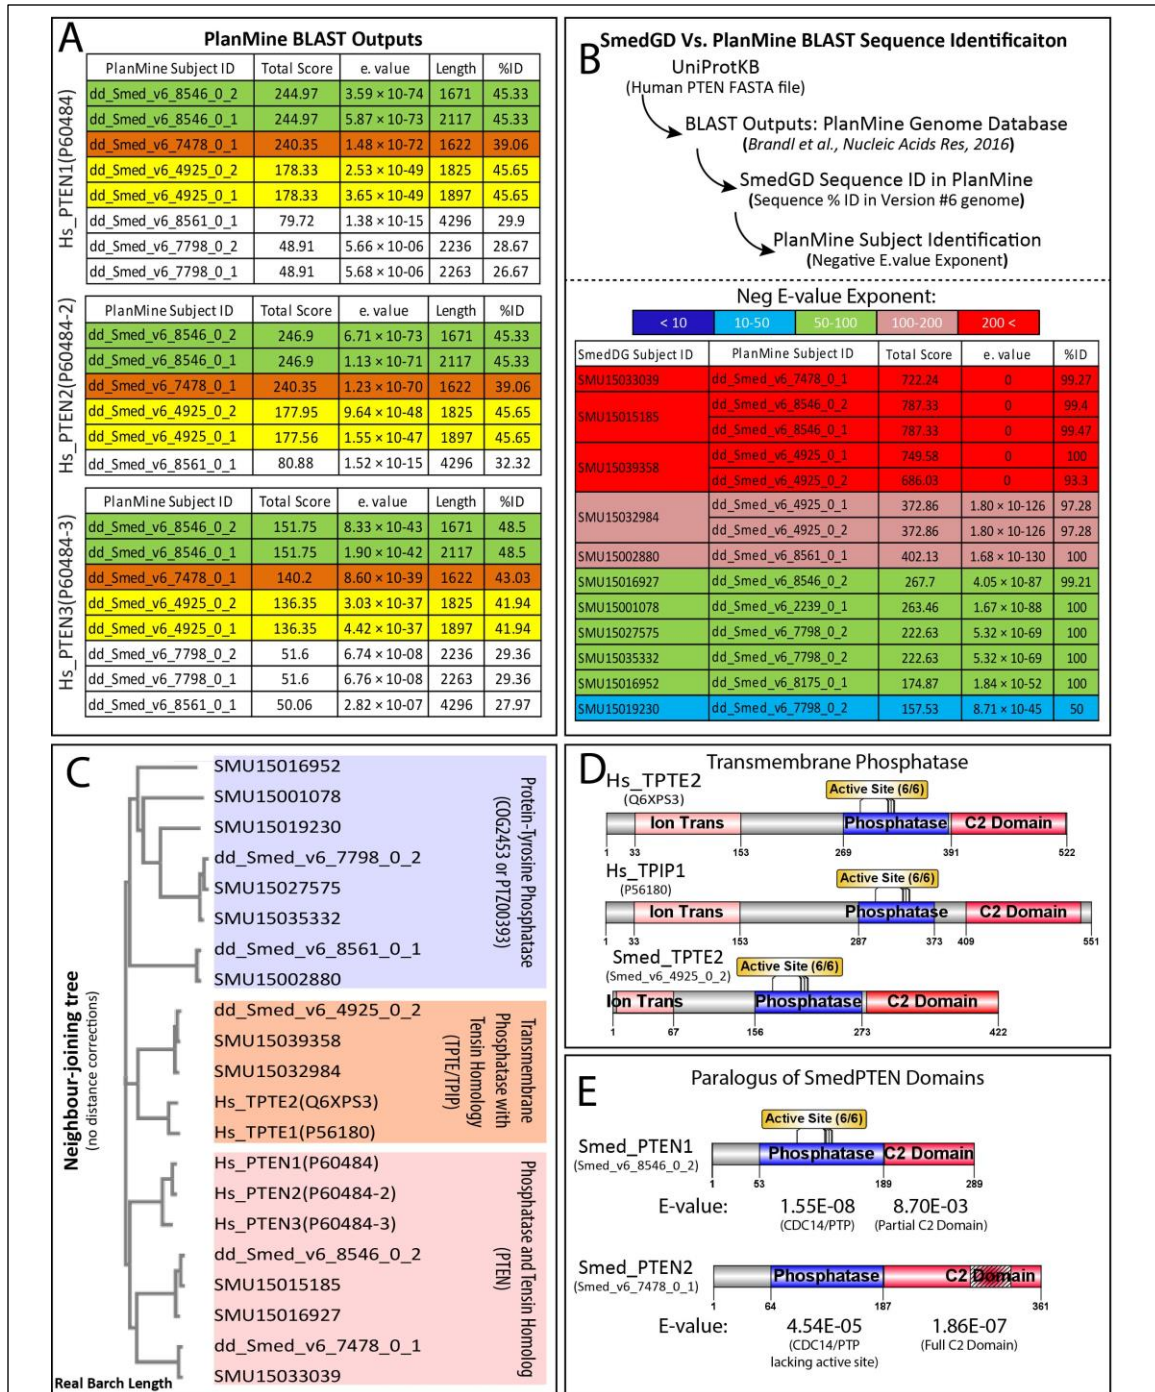 A
PlanMine BLAST Outputs
Hs_PTEN1(P60484)
PlanMine Subject ID Total Score e. value Length %ID
dd_Smed_v6_8546_0_2 244.97 3.59 × 10-74 1671 45.33
dd_Smed_v6_8546_0_1 244.97 5.87 × 10-73 2117 45.33
dd_Smed_v6_7478_0_1 240.35 1.48 × 10-72 1622 39.06
dd_Smed_v6_4925_0_2 178.33 2.53 × 10-49 1825 45.65
dd_Smed_v6_4925_0_1 178.33 3.65 × 10-49 1897 45.65
dd_Smed_v6_8561_0_1 79.72 1.38 × 10-15 4296 29.9
dd_Smed_v6_7798_0_2 48.91 5.66 × 10-06 2236 28.67
dd_Smed_v6_7798_0_1 48.91 5.68 × 10-06 2263 26.67
Hs_PTEN2(P60484-2)
PlanMine Subject ID Total Score e. value Length %ID
dd_Smed_v6_8546_0_2 246.9 6.71 × 10-73 1671 45.33
dd_Smed_v6_8546_0_1 246.9 1.13 × 10-71 2117 45.33
dd_Smed_v6_7478_0_1 240.35 1.23 × 10-70 1622 39.06
dd_Smed_v6_4925_0_2 177.95 9.64 × 10-48 1825 45.65
dd_Smed_v6_4925_0_1 177.56 1.55 × 10-47 1897 45.65
dd_Smed_v6_8561_0_1 80.88 1.52 × 10-15 4296 32.32
Hs_PTEN3(P60484-3)
PlanMine Subject ID Total Score e. value Length %ID
dd_Smed_v6_8546_0_2 151.75 8.33 × 10-43 1671 48.5
dd_Smed_v6_8546_0_1 151.75 1.90 × 10-42 2117 48.5
dd_Smed_v6_7478_0_1 140.2 8.60 × 10-39 1622 43.03
dd_Smed_v6_4925_0_2 136.35 3.03 × 10-37 1825 41.94
dd_Smed_v6_4925_0_1 136.35 4.42 × 10-37 1897 41.94
dd_Smed_v6_7798_0_2 51.6 6.74 × 10-08 2236 29.36
dd_Smed_v6_7798_0_1 51.6 6.76 × 10-08 2263 29.36
dd_Smed_v6_8561_0_1 50.06 2.82 × 10-07 4296 27.97
B
SmedGD Vs. PlanMine BLAST Sequence Identificaiton
UniProtKB
(Human PTEN FASTA file)
BLAST Outputs: PlanMine Genome Database
(Brandl et al., Nucleic Acids Res, 2016)
SmedGD Sequence ID in PlanMine
(Sequence % ID in Version #6 genome)
PlanMine Subject Identification
(Negative E.value Exponent)
Neg E-value Exponent:
< 10 10-50 50-100 100-200 200 <
SmedDG Subject ID PlanMine Subject ID Total Score e. value %ID
SMU15033039 dd_Smed_v6_7478_0_1 722.24 0 99.27
SMU15015185 dd_Smed_v6_8546_0_2 787.33 0 99.4
dd_Smed_v6_8546_0_1 787.33 0 99.47
SMU15039358 dd_Smed_v6_4925_0_1 749.58 0 100
dd_Smed_v6_4925_0_2 686.03 0 93.3
SMU15032984 dd_Smed_v6_4925_0_1 372.86 1.80 × 10-126 97.28
dd_Smed_v6_4925_0_2 372.86 1.80 × 10-126 97.28
SMU15002880 dd_Smed_v6_8561_0_1 402.13 1.68 × 10-130 100
SMU15016927 dd_Smed_v6_8546_0_2 267.7 4.05 × 10-87 99.21
SMU15001078 dd_Smed_v6_2239_0_1 263.46 1.67 × 10-88 100
SMU15027575 dd_Smed_v6_7798_0_2 222.63 5.32 × 10-69 100
SMU15035332 dd_Smed_v6_7798_0_2 222.63 5.32 × 10-69 100
SMU15016952 dd_Smed_v6_8175_0_1 174.87 1.84 × 10-52 100
SMU15019230 dd_Smed_v6_7798_0_2 157.53 8.71 × 10-45 50
C
Neighbour-joining tree
(no distance corrections)
SMU15016952
SMU15001078
SMU15019230
dd_Smed_v6_7798_0_2
SMU15027575
SMU15035332
dd_Smed_v6_8561_0_1
SMU15002880
Protein-Tyrosine Phosphatase
(COG2453 or PTZ00393)
dd_Smed_v6_4925_0_2
SMU15039358
SMU15032984
Hs_TPTE2(Q6XPS3)
Hs_TPTE1(P56180)
Transmembrane
Phosphatase with
Tensin Homology
(TPTE/TPIP)
Hs_PTEN1(P60484)
Hs_PTEN2(P60484-2)
Hs_PTEN3(P60484-3)
dd_Smed_v6_8546_0_2
SMU15015185
SMU15016927
dd_Smed_v6_7478_0_1
SMU15033039
Phosphatase and Tensin Homolog
(PTEN)
Real Barch Length
D
Transmembrane Phosphatase
Hs_TPTE2
(Q6XPS3)
Active Site (6/6)
Ion Trans Phosphatase C2 Domain
1 33 153 269 391 522
Hs_TPIP1
(P56180)
Active Site (6/6)
Ion Trans Phosphatase C2 Domain
1 33 153 287 373 409 551
Smed_TPTE2
(Smed_v6_4925_0_2)
Active Site (6/6)
Ion Trans Phosphatase C2 Domain
1 67 156 273 422
E
Paralogus of SmedPTEN Domains
Active Site (6/6)
Smed_PTEN1
(Smed_v6_8546_0_2)
Phosphatase C2 Domain
1 53 189 289
E-value: 1.55E-08 8.70E-03
(CDC14/PTP) (Partial C2 Domain)
Smed_PTEN2
(Smed_v6_7478_0_1)
Phosphatase C2 Domain
1 64 187 361
E-value: 4.54E-05 1.86E-07
(CDC14/PTP (Full C2 Domain)
lacking active site)